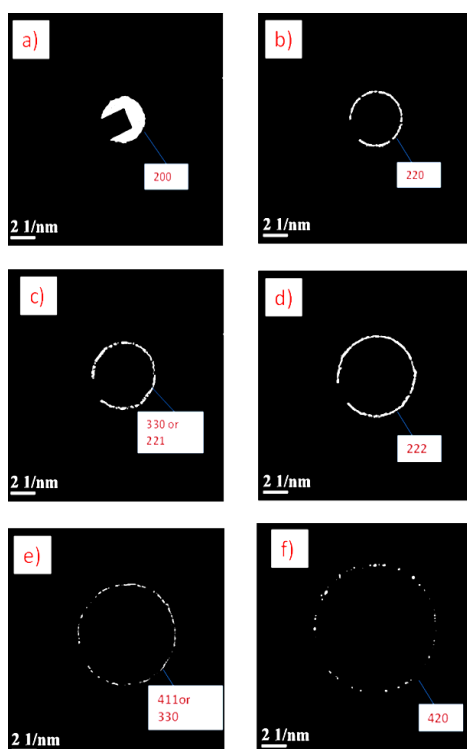 a)
200
2 1/nm
b)
220
2 1/nm
c)
330 or
221
2 1/nm
d)
222
2 1/nm
e)
411or
330
2 1/nm
f)
420
2 1/nm